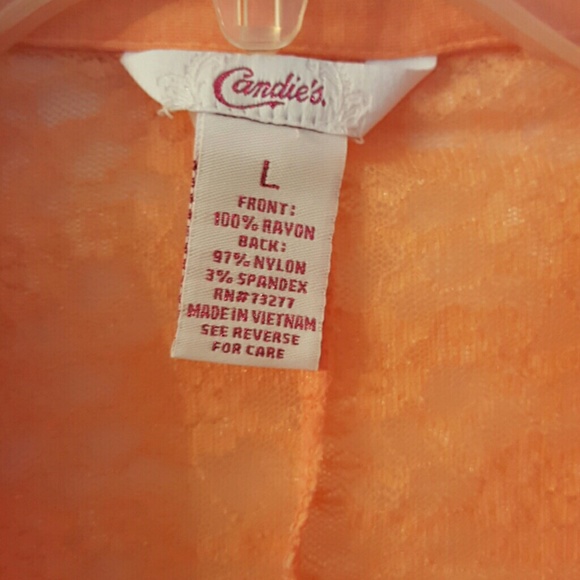 Candie's.
L
FRONT:
100% RAYON
BACK:
97% NYLON
3% SPANDEX
RN#73277
MADE IN VIETNAM
SEE REVERSE
FOR CARE